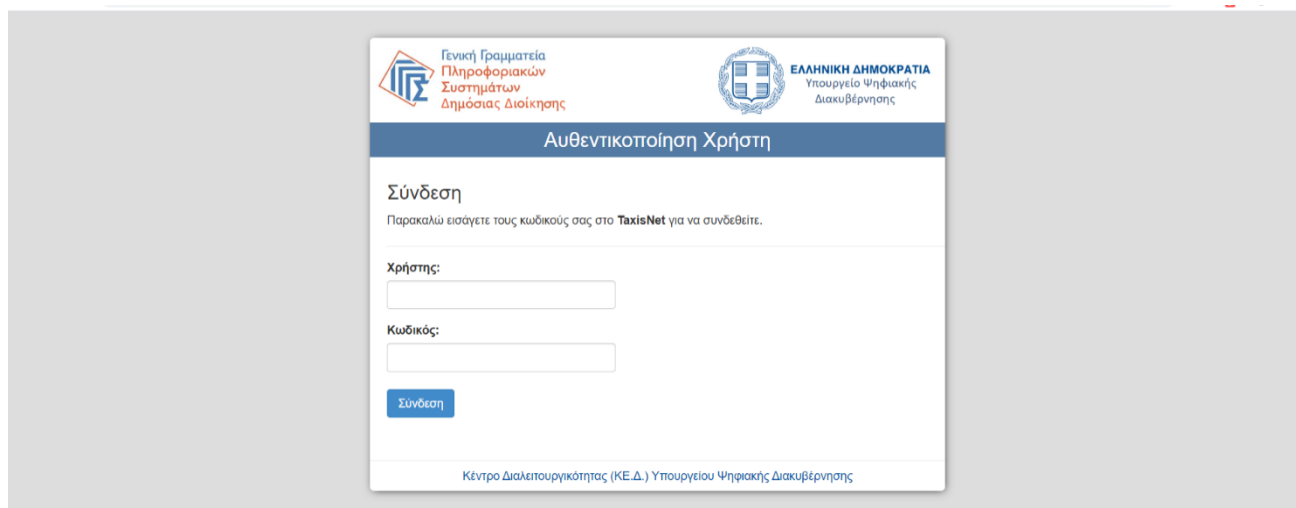 Γενική Γραμματεία
Πληροφοριακών
Συστημάτων
Δημόσιας Διοίκησης
ΕΛΛΗΝΙΚΗ ΔΗΜΟΚΡΑΤΙΑ
Υπουργείο Ψηφιακής
Διακυβέρνησης
Αυθεντικοποίηση Χρήστη
Σύνδεση
Παρακαλώ εισάγετε τους κωδικούς σας στο TaxisNet για να συνδεθείτε.
Χρήστης:
Κωδικός:
Σύνδεση
Κέντρο Διαλειτουργικότητας (ΚΕ.Δ.) Υπουργείου Ψηφιακής Διακυβέρνησης